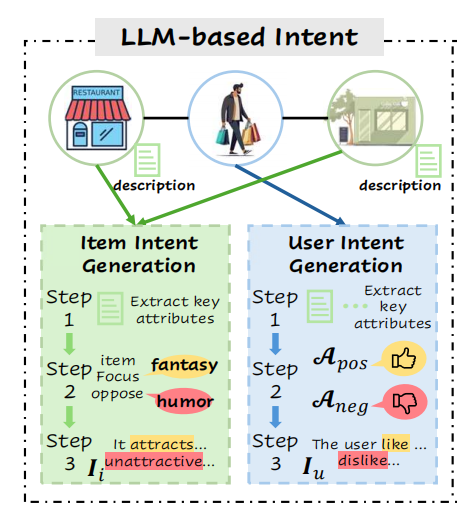 LLM-based Intent
RESTAURANT
description
description
Item Intent
Generation
Step
1
Extract key
attributes
Step
2
item
Focus
oppose
fantasy
humor
Step
3
It attracts...
unattractive...
I_i
User Intent
Generation
Step
1
...
Extract
key
attributes
Step
2
𝒜_pos
𝒜_neg
Step
3
The user like ...
dislike...
I_u